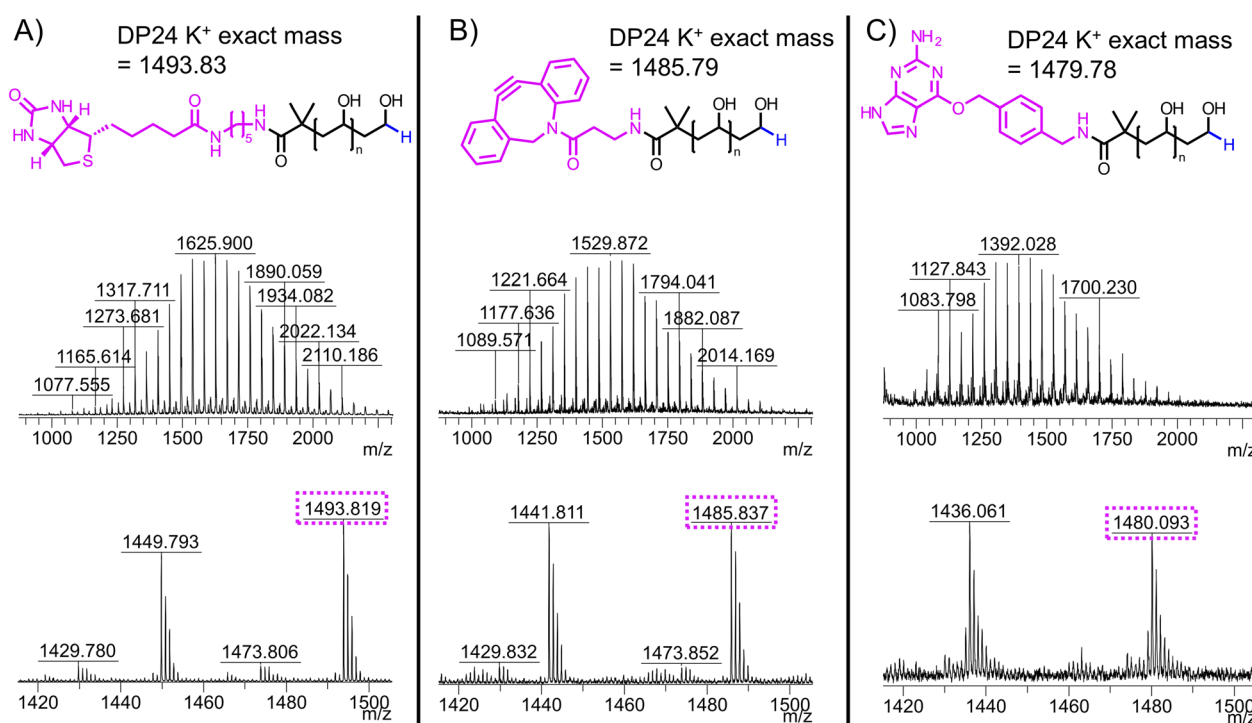 A)
DP24 K+ exact mass
= 1493.83
O
NH
HN
H
H
S
O
N
H
5
H
N
O
OH
n
OH
H
1625.900
1890.059
1317.711
1934.082
1273.681
2022.134
1165.614
2110.186
1077.555
1000 1250 1500 1750 2000
m/z
1493.819
1449.793
1429.780
1473.806
1420 1440 1460 1480 1500
m/z
B)
DP24 K+ exact mass
= 1485.79
N
O
H
N
O
OH
n
OH
H
1529.872
1221.664
1794.041
1177.636
1882.087
1089.571
2014.169
1000 1250 1500 1750 2000
m/z
1485.837
1441.811
1429.832
1473.852
1420 1440 1460 1480 1500
m/z
C)
DP24 K+ exact mass
= 1479.78
NH2
N
N
HN
N
O
N
H
O
OH
n
OH
H
1392.028
1127.843
1700.230
1083.798
1000 1250 1500 1750 2000
m/z
1436.061
1480.093
1420 1440 1460 1480 1500
m/z